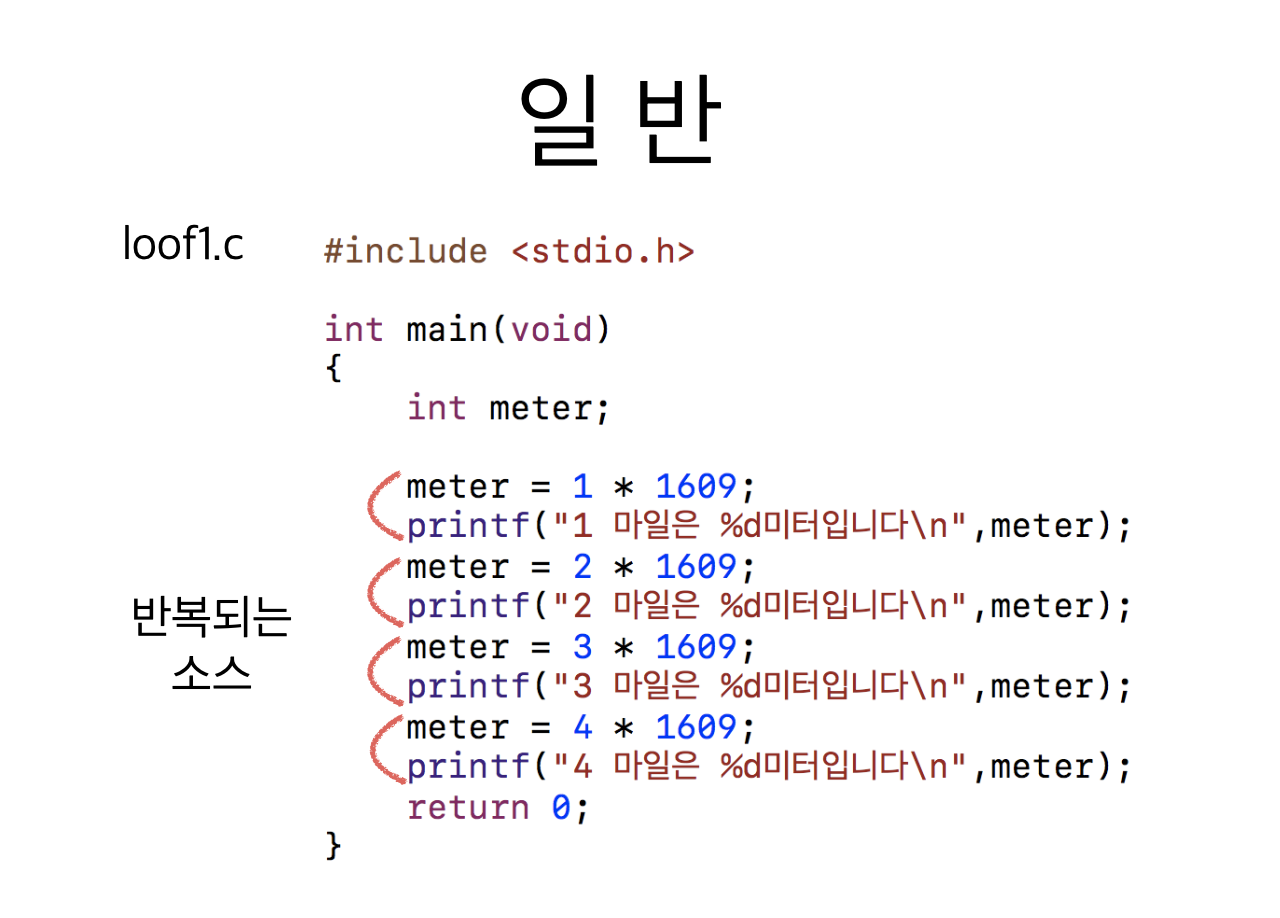 일 반
loof1.c
#include <stdio.h>
int main(void)
{
int meter;
meter = 1 * 1609;
printf("1 마일은 %d미터입니다\n",meter);
meter = 2 * 1609;
printf("2 마일은 %d미터입니다\n",meter);
meter = 3 * 1609;
printf("3 마일은 %d미터입니다\n",meter);
meter = 4 * 1609;
printf("4 마일은 %d미터입니다\n",meter);
return 0;
}
반복되는
소스